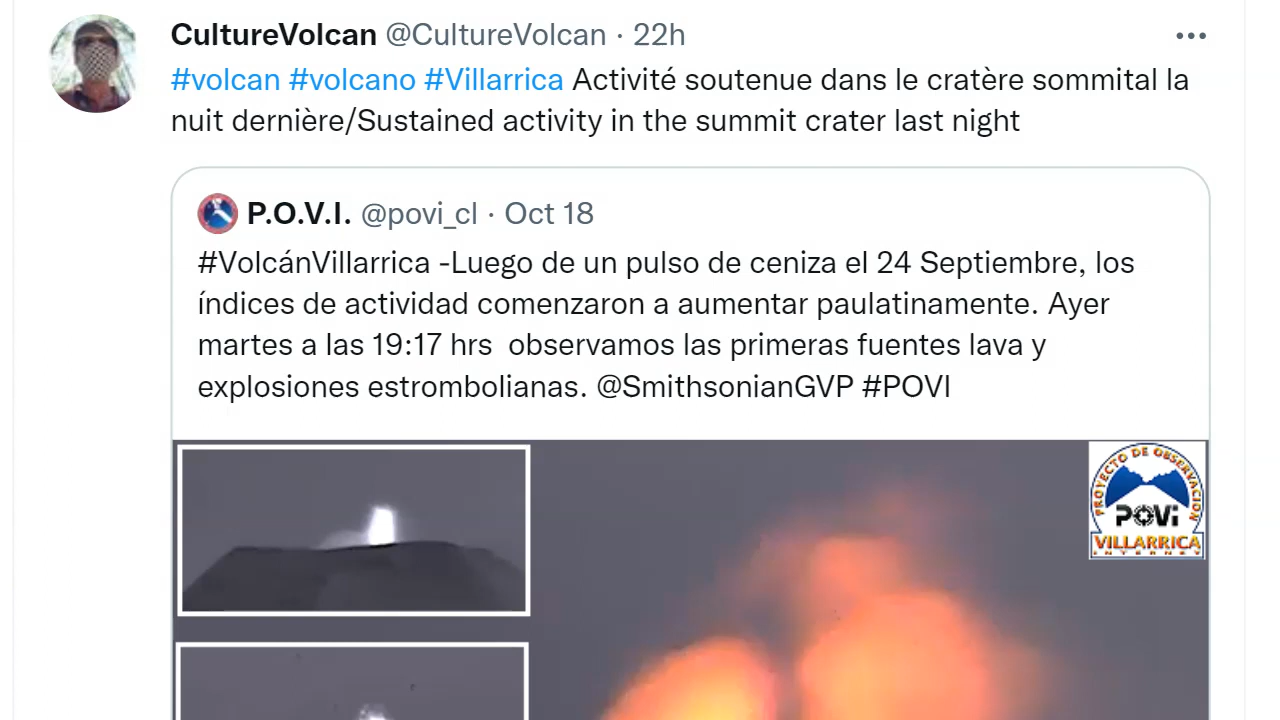 CultureVolcan @CultureVolcan · 22h
#volcan #volcano #Villarrica Activité soutenue dans le cratère sommital la
nuit dernière/Sustained activity in the summit crater last night
P.O.V.I. @povi_cl · Oct 18
#VolcánVillarrica -Luego de un pulso de ceniza el 24 Septiembre, los
índices de actividad comenzaron a aumentar paulatinamente. Ayer
martes a las 19:17 hrs  observamos las primeras fuentes lava y
explosiones estrombolianas. @SmithsonianGVP #POVI
PROYECTO DE OBSERVACION
POVi
VILLARRICA
INTERNET